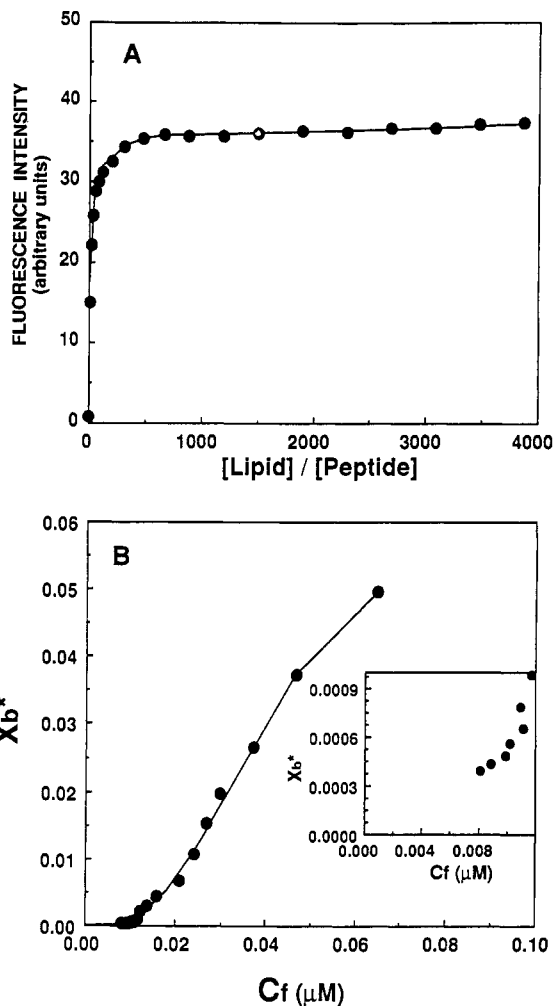 A
FLUORESCENCE INTENSITY
(arbitrary units)
50
40
30
20
10
0
0 1000 2000 3000 4000
[Lipid] / [Peptide]
B
Xb*
0.06
0.05
0.04
0.03
0.02
0.01
0.00
0.00 0.02 0.04 0.06 0.08 0.10
Cf (μM)
Xb*
0.0009
0.0006
0.0003
0.0000
0.000 0.004 0.008
Cf (μM)